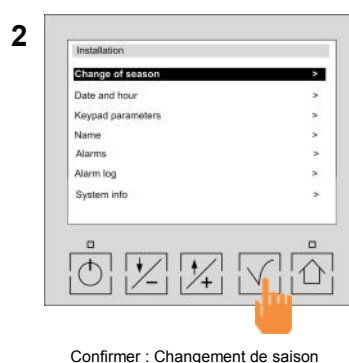 2
Installation
Change of season >
Date and hour >
Keypad parameters >
Name >
Alarms >
Alarm log >
System info >
Confirmer : Changement de saison